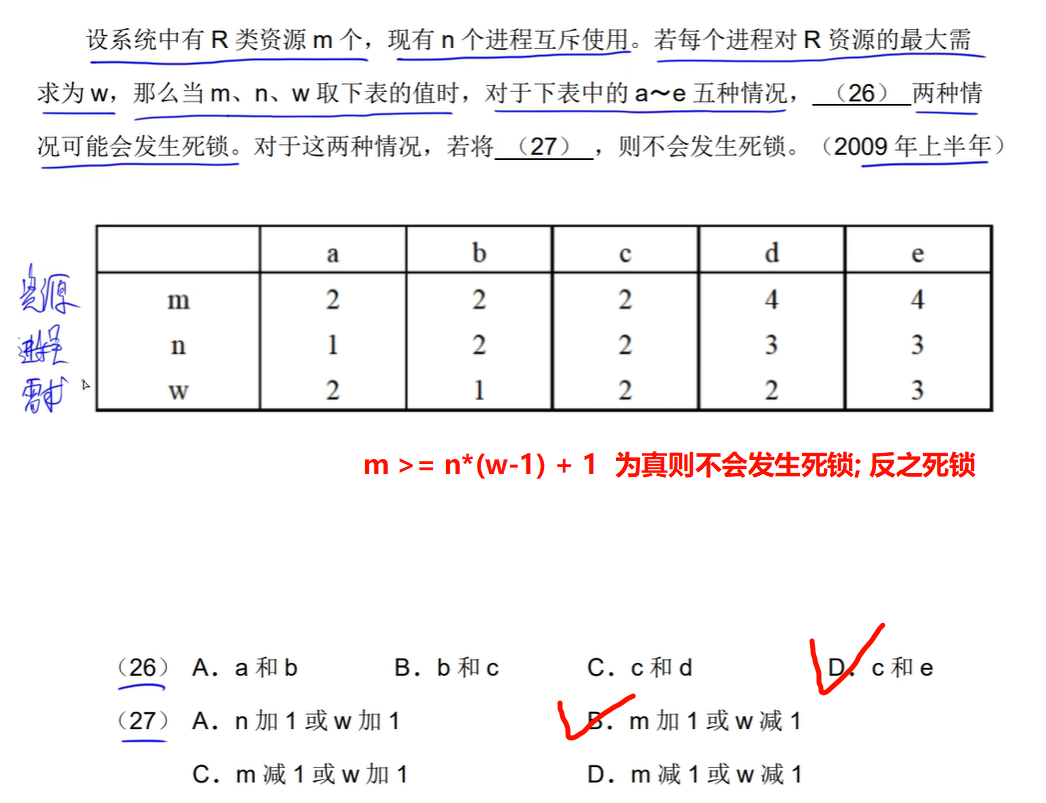 设系统中有 R 类资源 m 个，现有 n 个进程互斥使用。若每个进程对 R 资源的最大需
求为 w，那么当 m、n、w 取下表的值时，对于下表中的 a～e 五种情况，（26）两种情
况可能会发生死锁。对于这两种情况，若将（27），则不会发生死锁。（2009 年上半年）
a b c d e
资源 m 2 2 2 4 4
进程 n 1 2 2 3 3
需求 w 2 1 2 2 3
m >= n*(w-1) + 1 为真则不会发生死锁; 反之死锁
（26） A．a 和 b B．b 和 c C．c 和 d D．c 和 e
（27） A．n 加 1 或 w 加 1 B．m 加 1 或 w 减 1
C．m 减 1 或 w 加 1 D．m 减 1 或 w 减 1